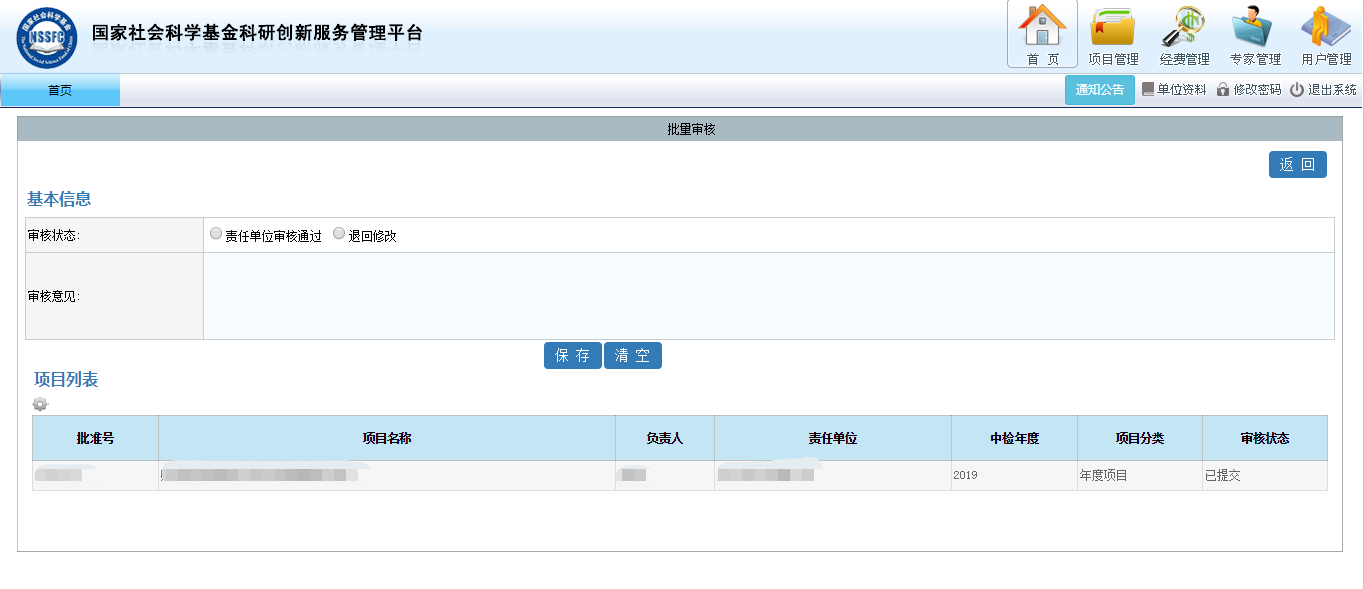 NSSFC
国家社会科学基金科研创新服务管理平台
首 页 项目管理 经费管理 专家管理 用户管理
首页
通知公告 单位资料 修改密码 退出系统
批量审核
返 回
基本信息
审核状态: 责任单位审核通过 退回修改
审核意见:
保 存 清 空
项目列表
批准号 项目名称 负责人 责任单位 中检年度 项目分类 审核状态
2019 年度项目 已提交